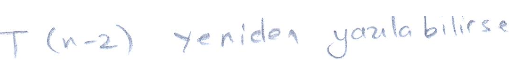 T (n-2) yeniden yazılabilirse